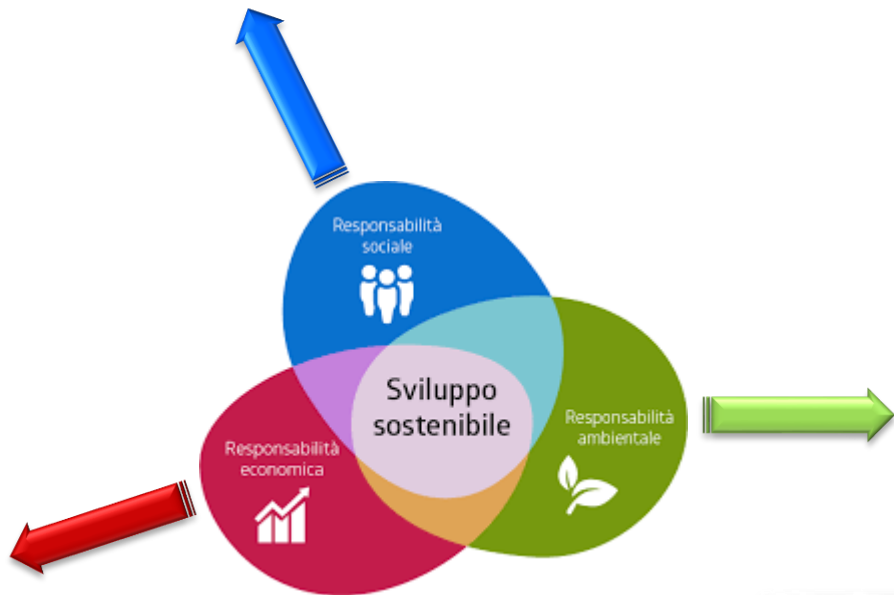 Responsabilità
sociale
Sviluppo
sostenibile
Responsabilità
ambientale
Responsabilità
economica